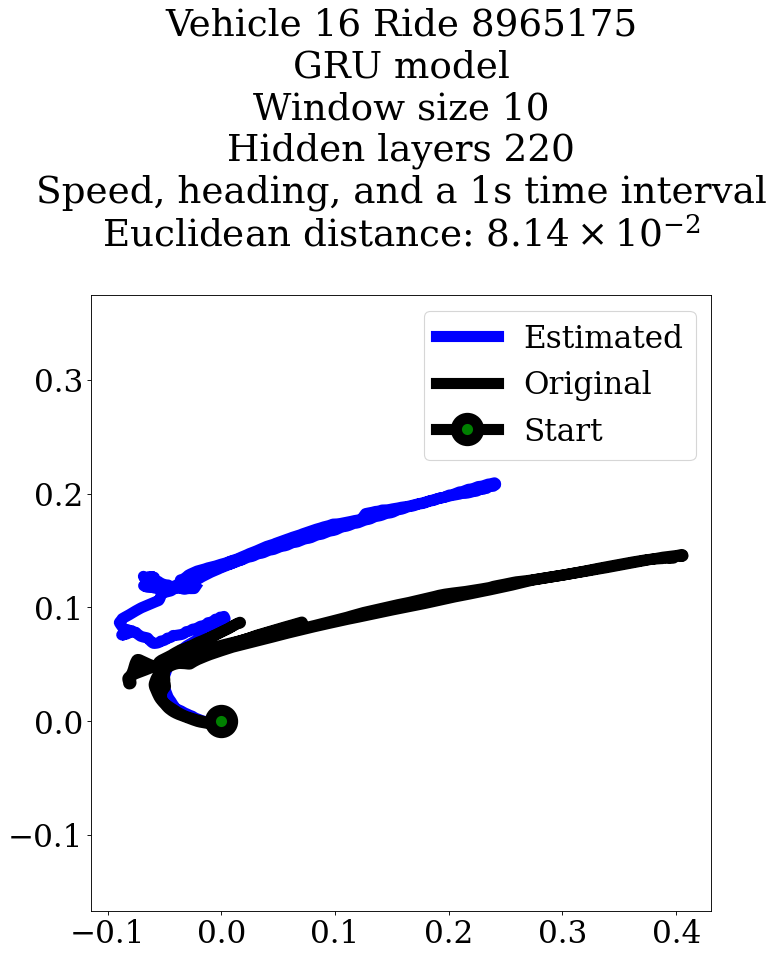 Vehicle 16 Ride 8965175
GRU model
Window size 10
Hidden layers 220
Speed, heading, and a 1s time interval
Euclidean distance: 8.14 × 10⁻²
Estimated
Original
Start
0.3
0.2
0.1
0.0
−0.1
−0.1 0.0 0.1 0.2 0.3 0.4